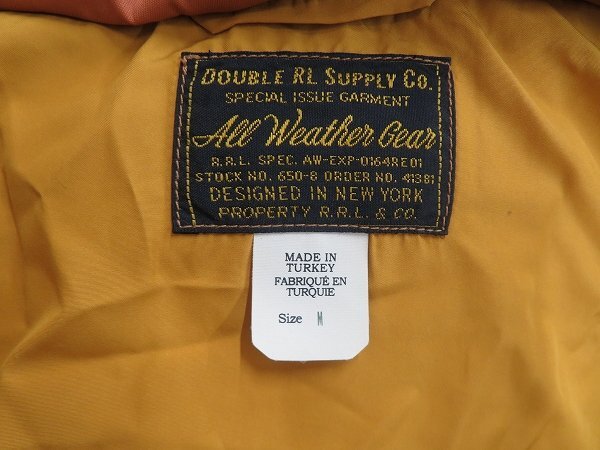 DOUBLE RL SUPPLY CO.
SPECIAL ISSUE GARMENT
All Weather Gear
R.R.L. SPEC. AW-EXP-0164RE01
STOCK NO. 650-8 ORDER NO. 41381
DESIGNED IN NEW YORK
PROPERTY R.R.L. & CO.
MADE IN
TURKEY
FABRIQUÉ EN
TURQUIE
Size M